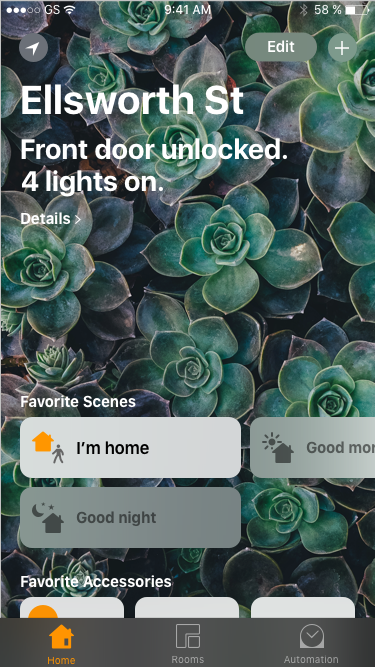 GS 9:41 AM 58 %
Edit
Ellsworth St
Front door unlocked.
4 lights on.
Details >
Favorite Scenes
I’m home
Good mor
Good night
Favorite Accessories
Home Rooms Automation